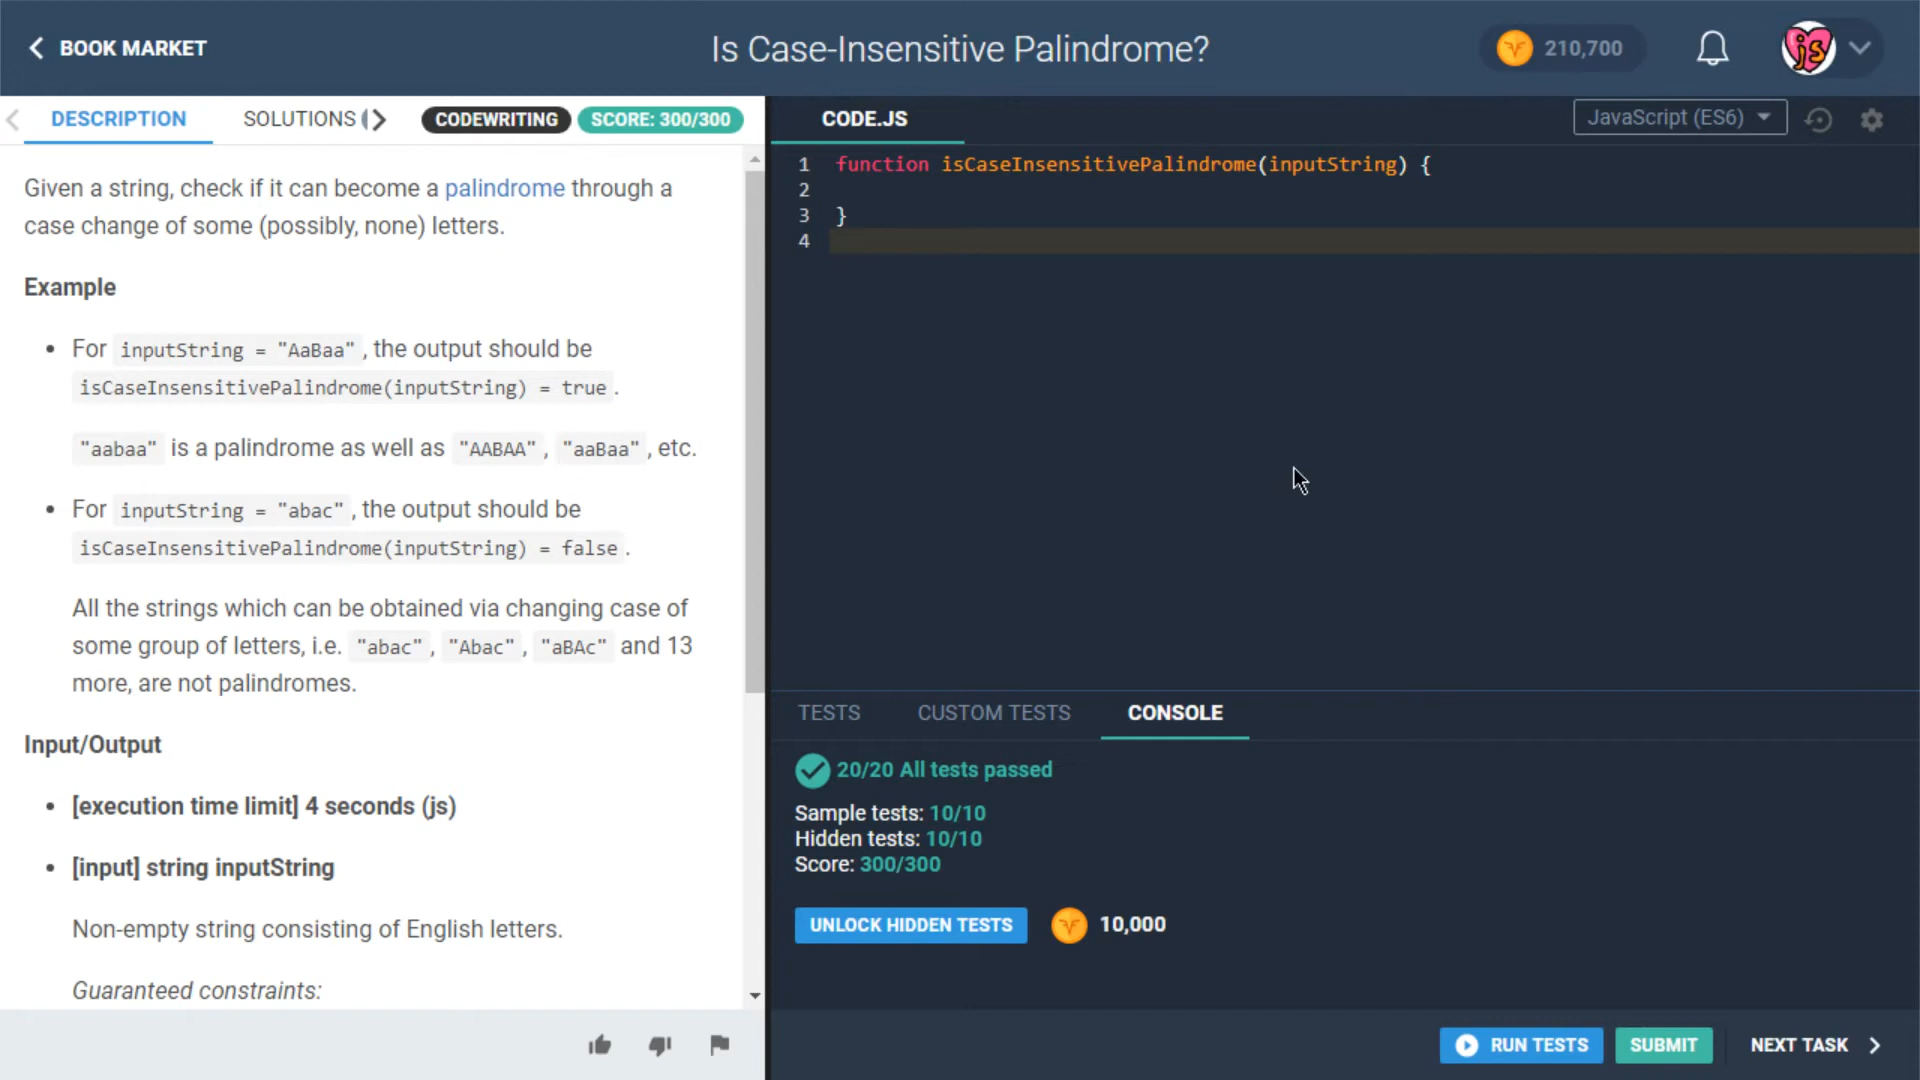 BOOK MARKET
Is Case-Insensitive Palindrome?
210,700
js
DESCRIPTION
SOLUTIONS
CODEWRITING
SCORE: 300/300
Given a string, check if it can become a palindrome through a
case change of some (possibly, none) letters.
Example
• For inputString = "AaBaa", the output should be
isCaseInsensitivePalindrome(inputString) = true.
"aabaa" is a palindrome as well as "AABAA", "aaBaa", etc.
• For inputString = "abac", the output should be
isCaseInsensitivePalindrome(inputString) = false.
All the strings which can be obtained via changing case of
some group of letters, i.e. "abac", "Abac", "aBAc" and 13
more, are not palindromes.
Input/Output
• [execution time limit] 4 seconds (js)
• [input] string inputString
Non-empty string consisting of English letters.
Guaranteed constraints:
CODE.JS
JavaScript (ES6)
1 function isCaseInsensitivePalindrome(inputString) {
2
3 }
4
TESTS
CUSTOM TESTS
CONSOLE
20/20 All tests passed
Sample tests: 10/10
Hidden tests: 10/10
Score: 300/300
UNLOCK HIDDEN TESTS
10,000
RUN TESTS
SUBMIT
NEXT TASK